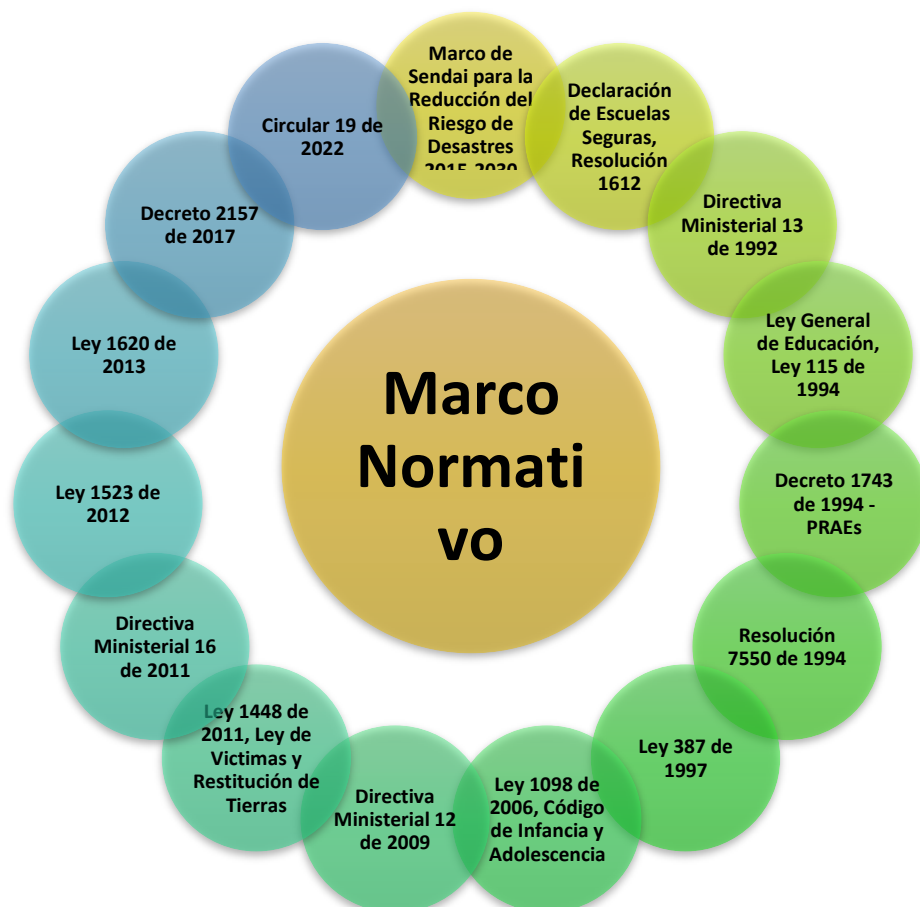 Marco de
Sendai para la
Reducción del
Riesgo de
Desastres
2015-2030
Declaración
de Escuelas
Seguras,
Resolución
1612
Directiva
Ministerial 13
de 1992
Ley General
de Educación,
Ley 115 de
1994
Decreto 1743
de 1994 -
PRAEs
Resolución
7550 de 1994
Ley 387 de
1997
Ley 1098 de
2006, Código
de Infancia y
Adolescencia
Directiva
Ministerial 12
de 2009
Ley 1448 de
2011, Ley de
Victimas y
Restitución de
Tierras
Directiva
Ministerial 16
de 2011
Ley 1523 de
2012
Ley 1620 de
2013
Decreto 2157
de 2017
Circular 19 de
2022
Marco
Normati
vo